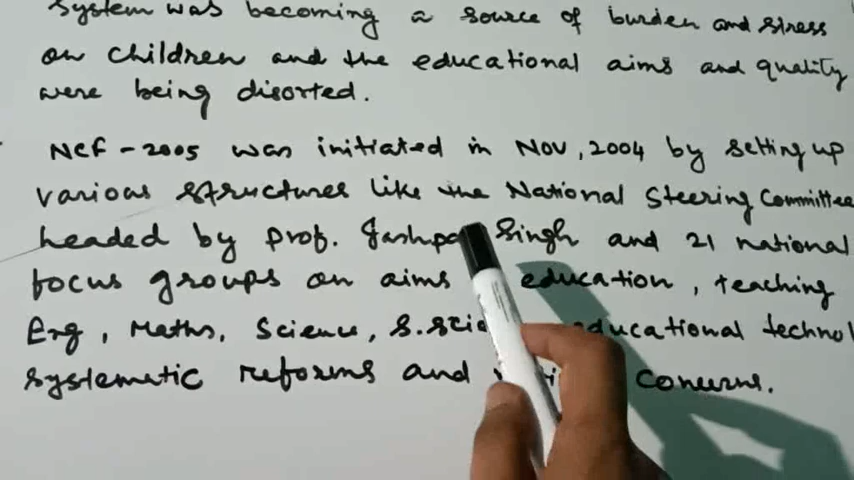 System was becoming a source of burden and stress
on children and the educational aims and quality
were being disorted.
NCF - 2005 was initiated in Nov, 2004 by setting up
various structures like the National Steering Committee
headed by Prof. Singh and 21 national
focus groups on aims education, teaching
Eng, Maths, Science, S.Sci educational technol
systematic reforms and concerns.